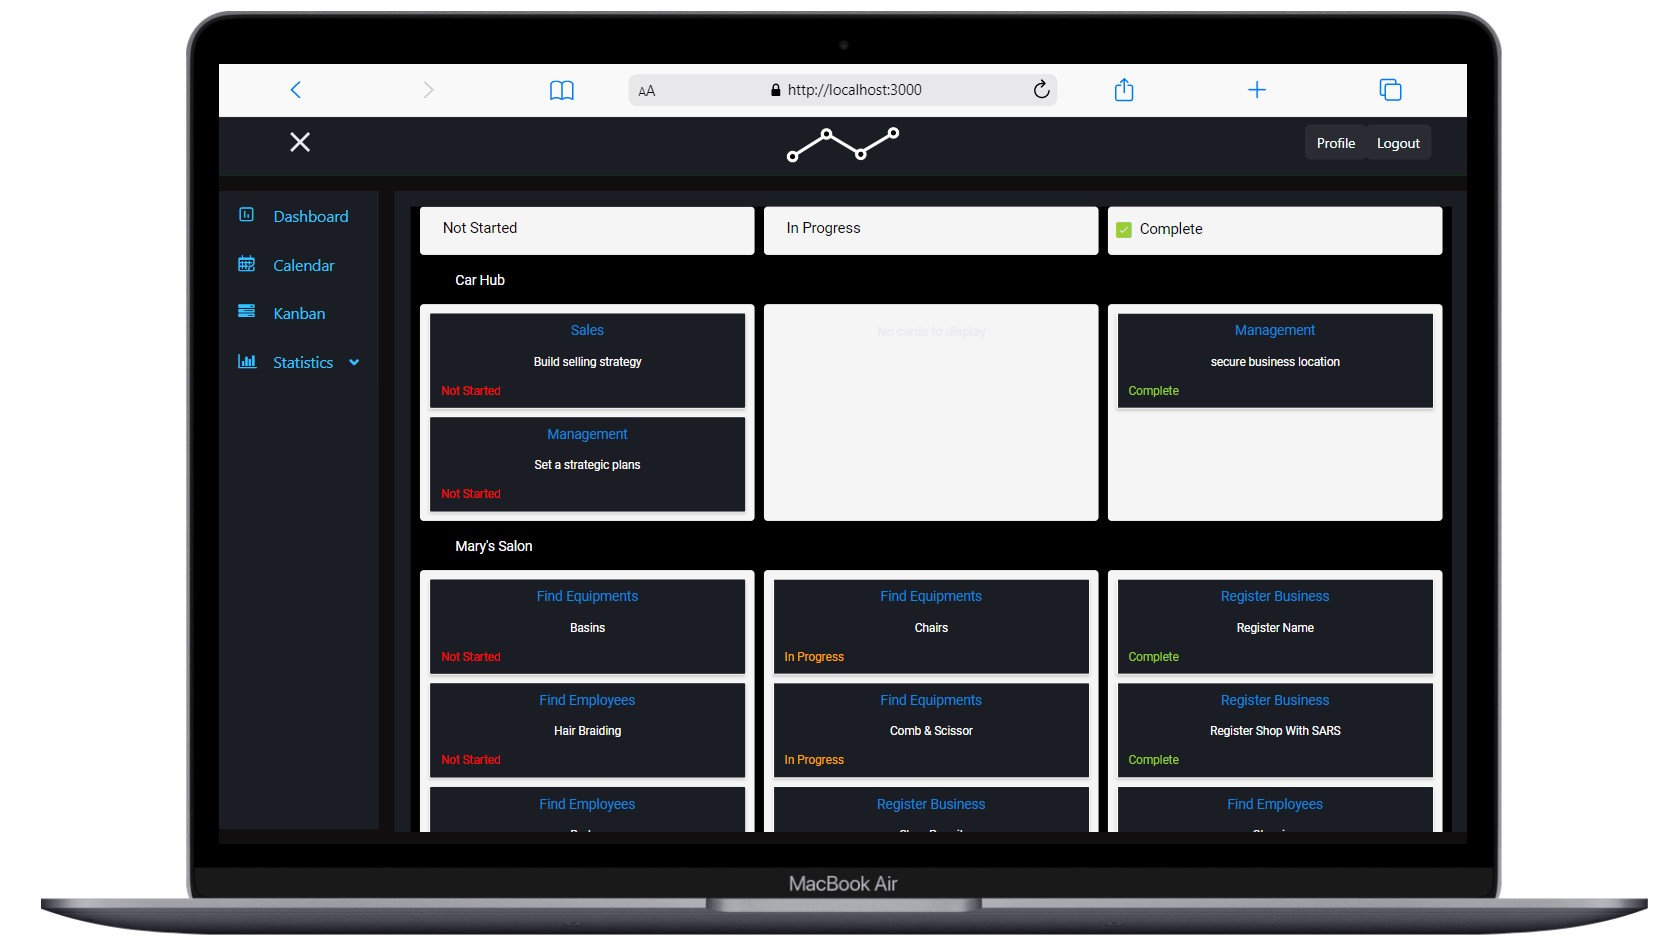 AA
http://localhost:3000
Profile
Logout
Dashboard
Calendar
Kanban
Statistics
Not Started
In Progress
Complete
Car Hub
Sales
Build selling strategy
Not Started
Management
Set a strategic plans
Not Started
No cards to display
Management
secure business location
Complete
Mary's Salon
Find Equipments
Basins
Not Started
Find Employees
Hair Braiding
Not Started
Find Employees
Find Equipments
Chairs
In Progress
Find Equipments
Comb & Scissor
In Progress
Register Business
Register Business
Register Name
Complete
Register Business
Register Shop With SARS
Complete
Find Employees
MacBook Air